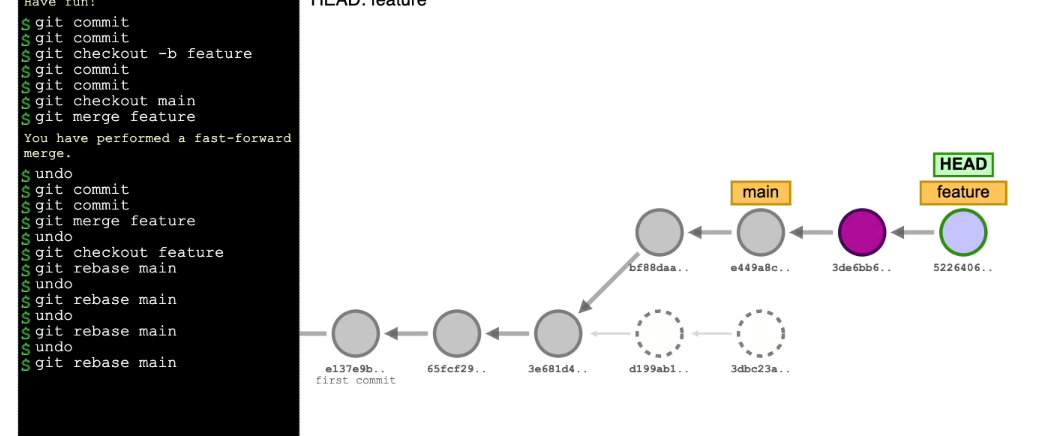 Have fun!
$ git commit
$ git commit
$ git checkout -b feature
$ git commit
$ git commit
$ git checkout main
$ git merge feature
You have performed a fast-forward
merge.
$ undo
$ git commit
$ git commit
$ git merge feature
$ undo
$ git checkout feature
$ git rebase main
$ undo
$ git rebase main
$ undo
$ git rebase main
$ undo
$ git rebase main
HEAD: feature
HEAD
main
feature
bf88daa..
e449a8c..
3de6bb6..
5226406..
e137e9b..
first commit
65fcf29..
3e681d4..
d199ab1..
3dbc23a..